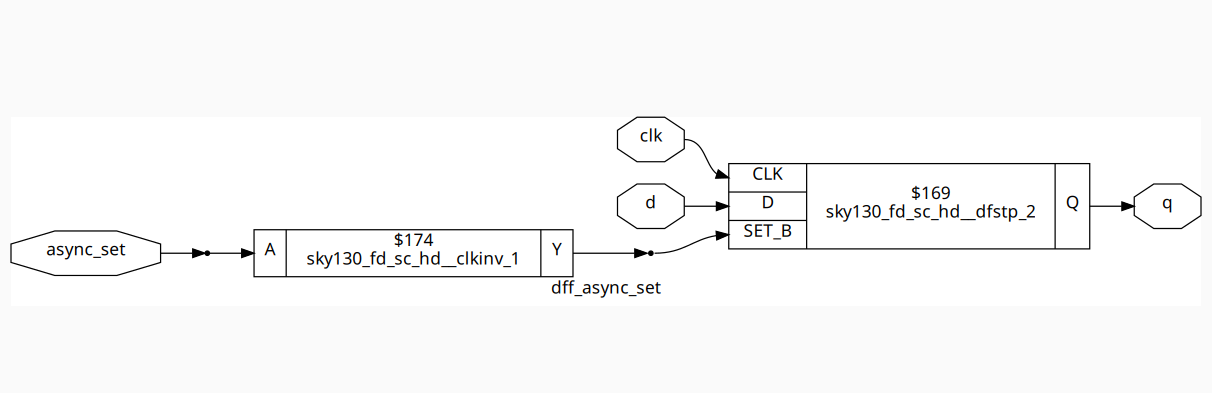 clk
d
async_set
A
$174
sky130_fd_sc_hd__clkinv_1
Y
CLK
D
SET_B
$169
sky130_fd_sc_hd__dfstp_2
Q
q
dff_async_set